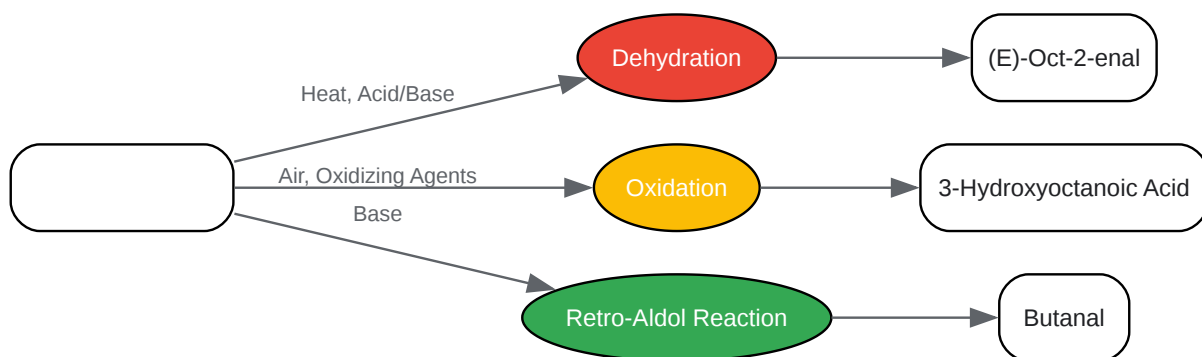 Dehydration
(E)-Oct-2-enal
Heat, Acid/Base
Air, Oxidizing Agents
Oxidation
3-Hydroxyoctanoic Acid
Base
Retro-Aldol Reaction
Butanal